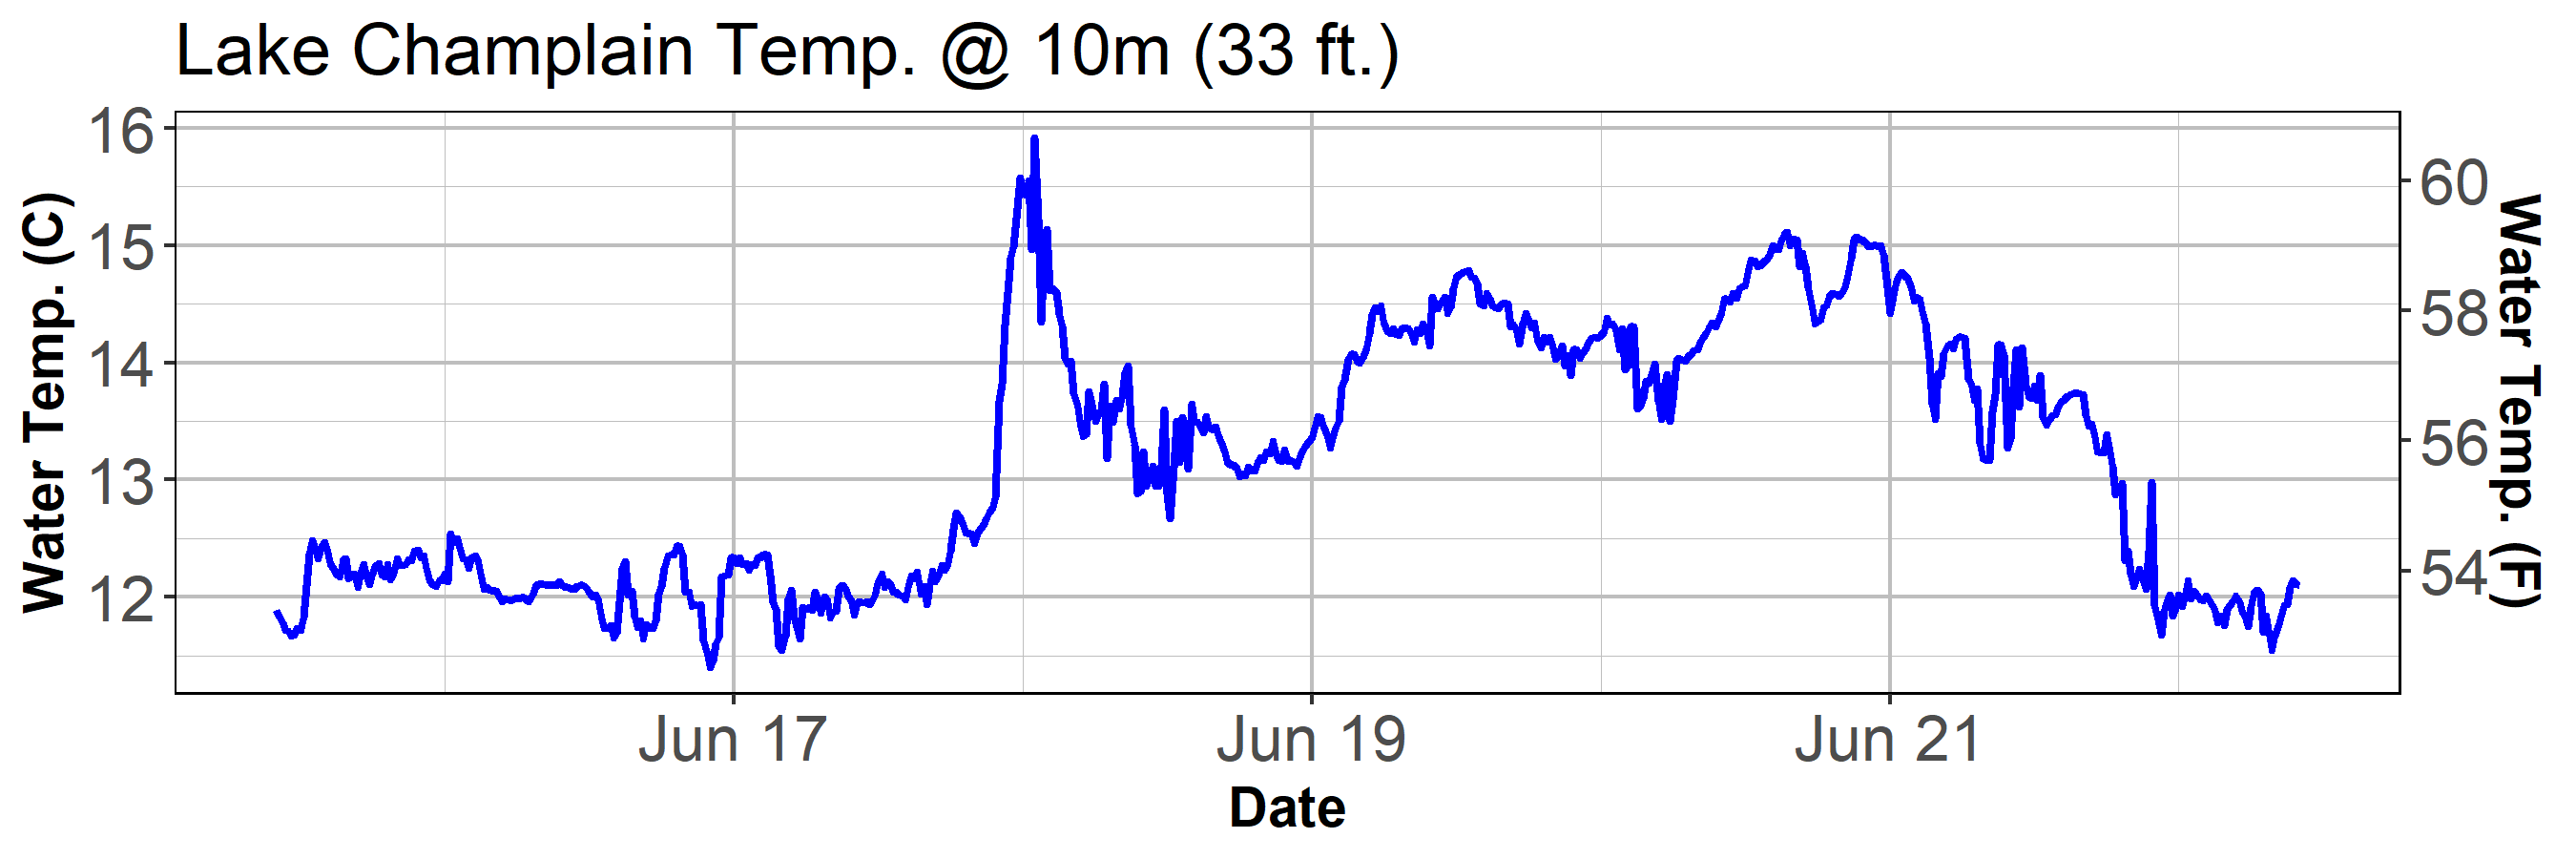 Lake Champlain Temp. @ 10m (33 ft.)
Water Temp. (C)
16
15
14
13
12
60
58
56
54
Water Temp. (F)
Jun 17
Jun 19
Jun 21
Date